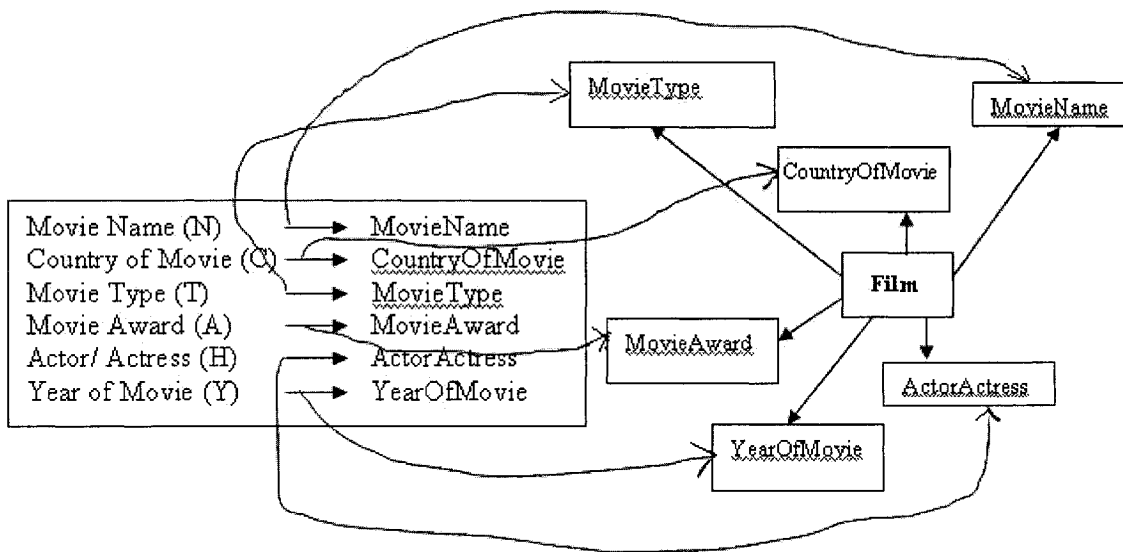 MovieType
MovieName
CountryOfMovie
Movie Name (N) MovieName
Country of Movie (C) CountryOfMovie
Movie Type (T) MovieType
Movie Award (A) MovieAward
Actor/ Actress (H) ActorActress
Year of Movie (Y) YearOfMovie
Film
MovieAward
ActorActress
YearOfMovie